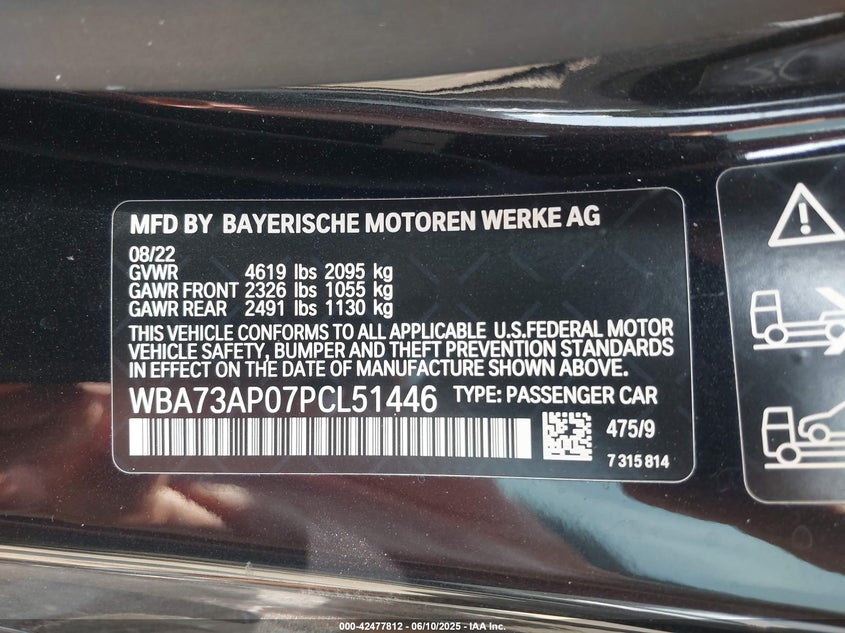 MFD BY BAYERISCHE MOTOREN WERKE AG
08/22
GVWR 4619 lbs 2095 kg
GAWR FRONT 2326 lbs 1055 kg
GAWR REAR 2491 lbs 1130 kg
THIS VEHICLE CONFORMS TO ALL APPLICABLE U.S.FEDERAL MOTOR
VEHICLE SAFETY, BUMPER AND THEFT PREVENTION STANDARDS
IN EFFECT ON THE DATE OF MANUFACTURE SHOWN ABOVE.
WBA73AP07PCL51446 TYPE: PASSENGER CAR
475/9
7 315 814
000-42477812 - 06/10/2025 - IAA Inc.